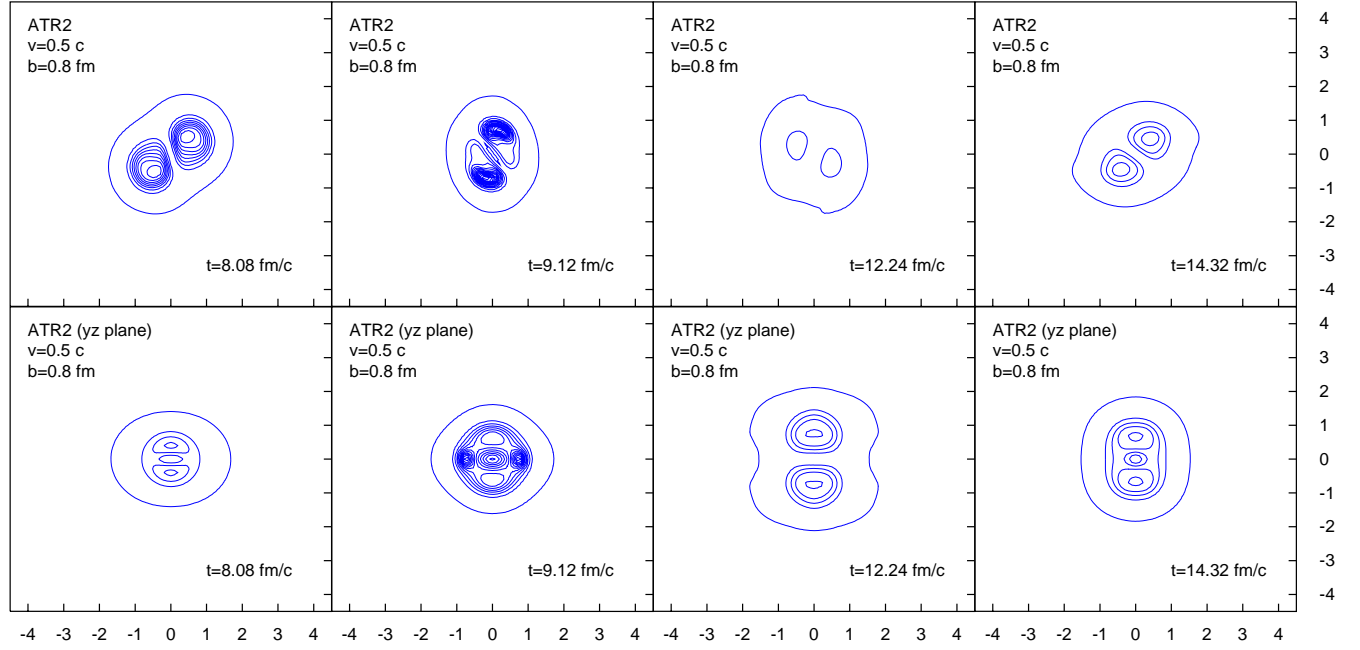 ATR2
v=0.5 c
b=0.8 fm
t=8.08 fm/c
ATR2
v=0.5 c
b=0.8 fm
t=9.12 fm/c
ATR2
v=0.5 c
b=0.8 fm
t=12.24 fm/c
ATR2
v=0.5 c
b=0.8 fm
t=14.32 fm/c
4
3
2
1
0
-1
-2
-3
-4
ATR2 (yz plane)
v=0.5 c
b=0.8 fm
t=8.08 fm/c
ATR2 (yz plane)
v=0.5 c
b=0.8 fm
t=9.12 fm/c
ATR2 (yz plane)
v=0.5 c
b=0.8 fm
t=12.24 fm/c
ATR2 (yz plane)
v=0.5 c
b=0.8 fm
t=14.32 fm/c
4
3
2
1
0
-1
-2
-3
-4
-4 -3 -2 -1 0 1 2 3 4 -4 -3 -2 -1 0 1 2 3 4 -4 -3 -2 -1 0 1 2 3 4 -4 -3 -2 -1 0 1 2 3 4